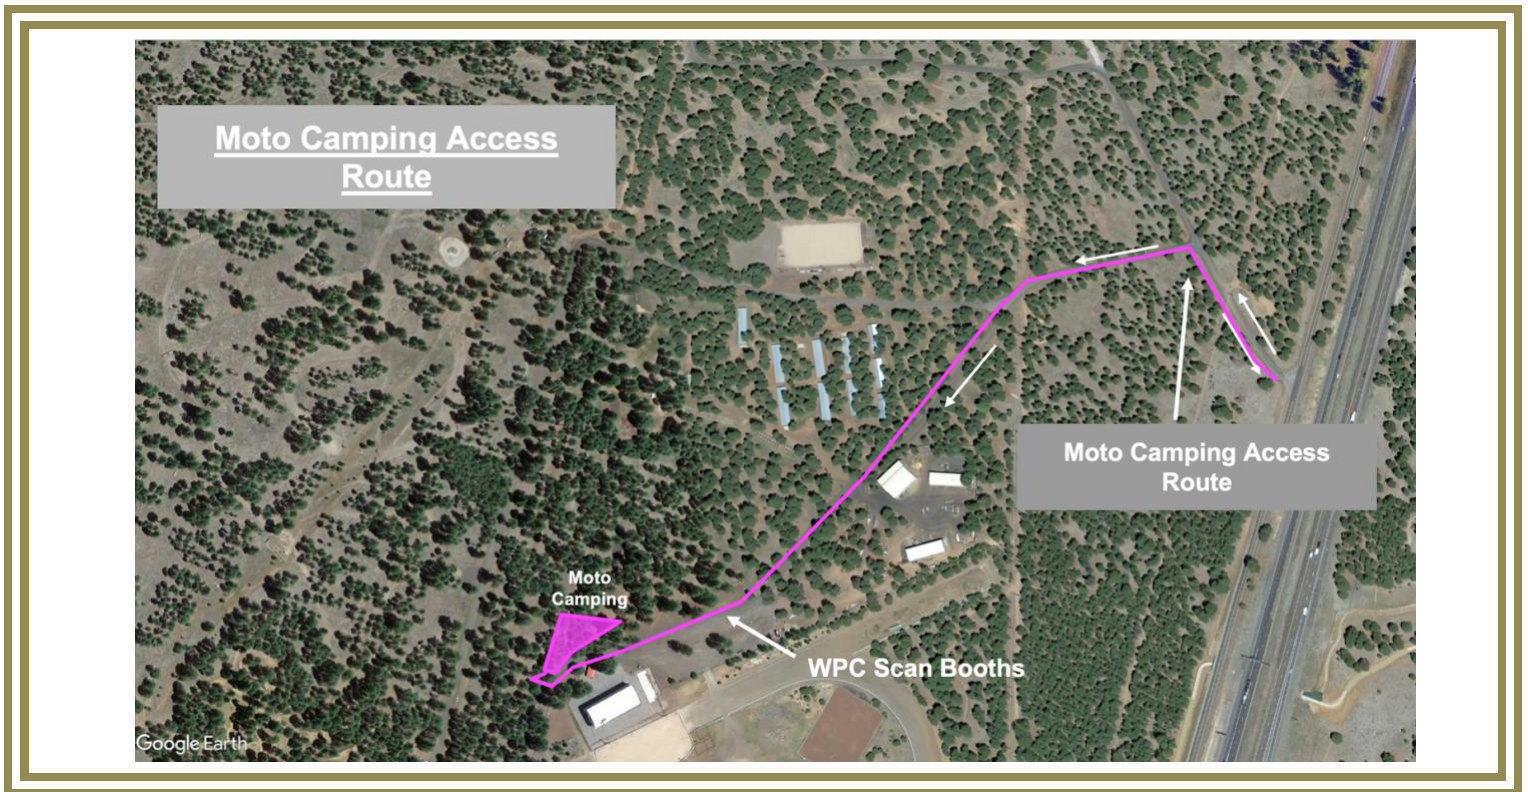 Moto Camping Access
Route
Moto Camping Access
Route
Moto
Camping
WPC Scan Booths
Google Earth